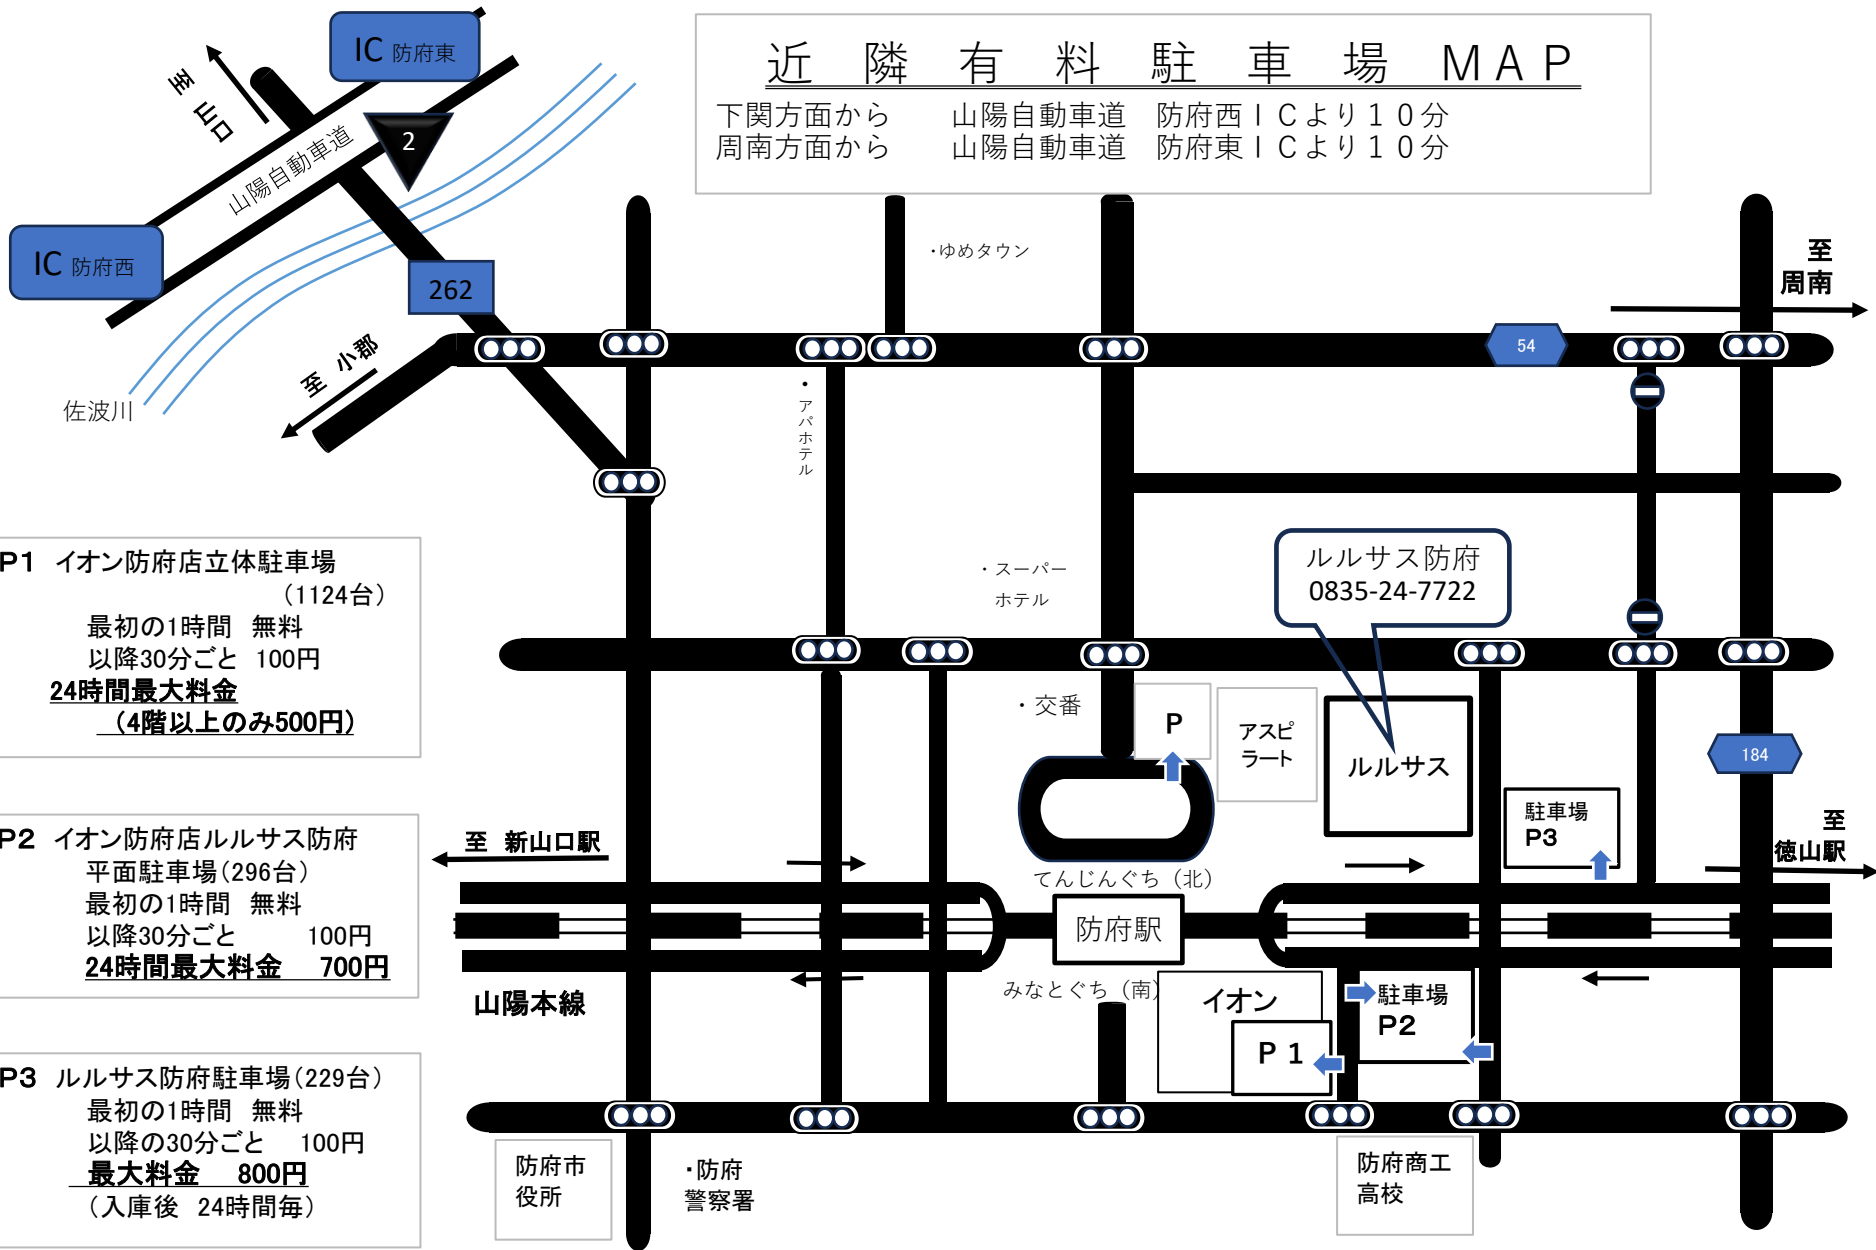 近隣有料駐車場MAP
下関方面から　　山陽自動車道　防府西ICより10分
周南方面から　　山陽自動車道　防府東ICより10分
IC 防府東
至 山口
2
山陽自動車道
IC 防府西
262
至 小郡
佐波川
・ゆめタウン
至
周南
54
・アパホテル
・スーパー
ホテル
ルルサス防府
0835-24-7722
P1 イオン防府店立体駐車場
(1124台)
最初の1時間 無料
以降30分ごと 100円
24時間最大料金
(4階以上のみ500円)
・交番
P
アスピ
ラート
ルルサス
184
駐車場
P3
至
徳山駅
P2 イオン防府店ルルサス防府
平面駐車場(296台)
最初の1時間 無料
以降30分ごと 100円
24時間最大料金 700円
至 新山口駅
てんじんぐち (北)
防府駅
みなとぐち (南)
山陽本線
イオン
P 1
駐車場
P2
P3 ルルサス防府駐車場(229台)
最初の1時間 無料
以降の30分ごと 100円
最大料金 800円
(入庫後 24時間毎)
防府市
役所
・防府
警察署
防府商工
高校